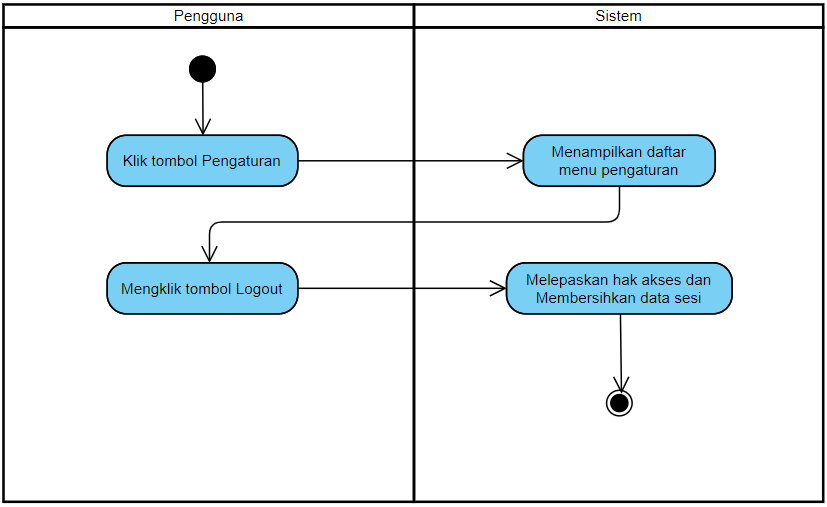 Pengguna
Sistem
Klik tombol Pengaturan
Menampilkan daftar
menu pengaturan
Mengklik tombol Logout
Melepaskan hak akses dan
Membersihkan data sesi